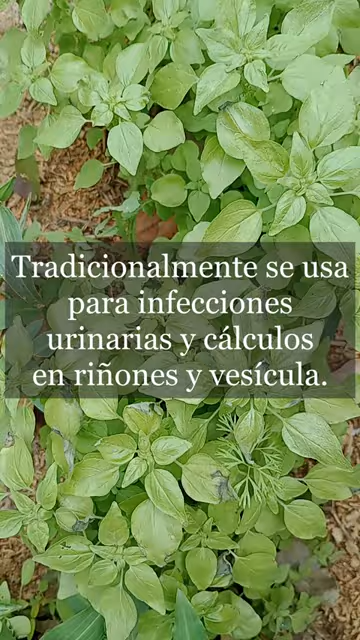 Tradicionalmente se usa
para infecciones
urinarias y cálculos
en riñones y vesícula.